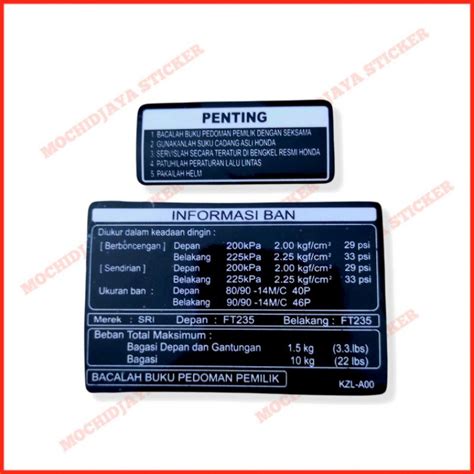 PENTING
1 BACALAH BUKU PEDOMAN PEMILIK DENGAN SEKSAMA
2 GUNAKANLAH SUKU CADANG ASLI HONDA
3 SERVISLAH SECARA TERATUR DI BENGKEL RESMI HONDA
4 PATUHILAH PERATURAN LALU LINTAS
5 PAKAILAH HELM
INFORMASI BAN
Diukur dalam keadaan dingin :
[ Berboncengan ] Depan 200kPa 2.00 kgf/cm² 29 psi
Belakang 225kPa 2.25 kgf/cm² 33 psi
[ Sendirian ] Depan 200kPa 2.00 kgf/cm² 29 psi
Belakang 225kPa 2.25 kgf/cm² 33 psi
Ukuran ban : Depan 80/90 -14M/C 40P
Belakang 90/90 -14M/C 46P
Merek : SRI Depan : FT235 Belakang : FT235
Beban Total Maksimum :
Bagasi Depan dan Gantungan 1.5 kg (3.3.lbs)
Bagasi 10 kg (22 lbs)
BACALAH BUKU PEDOMAN PEMILIK KZL-A00
MOCHIDJAYA STICKER
MOCHIDJAYA STICKER
MOCHIDJAYA STICKER
MOCHIDJAYA STICKER